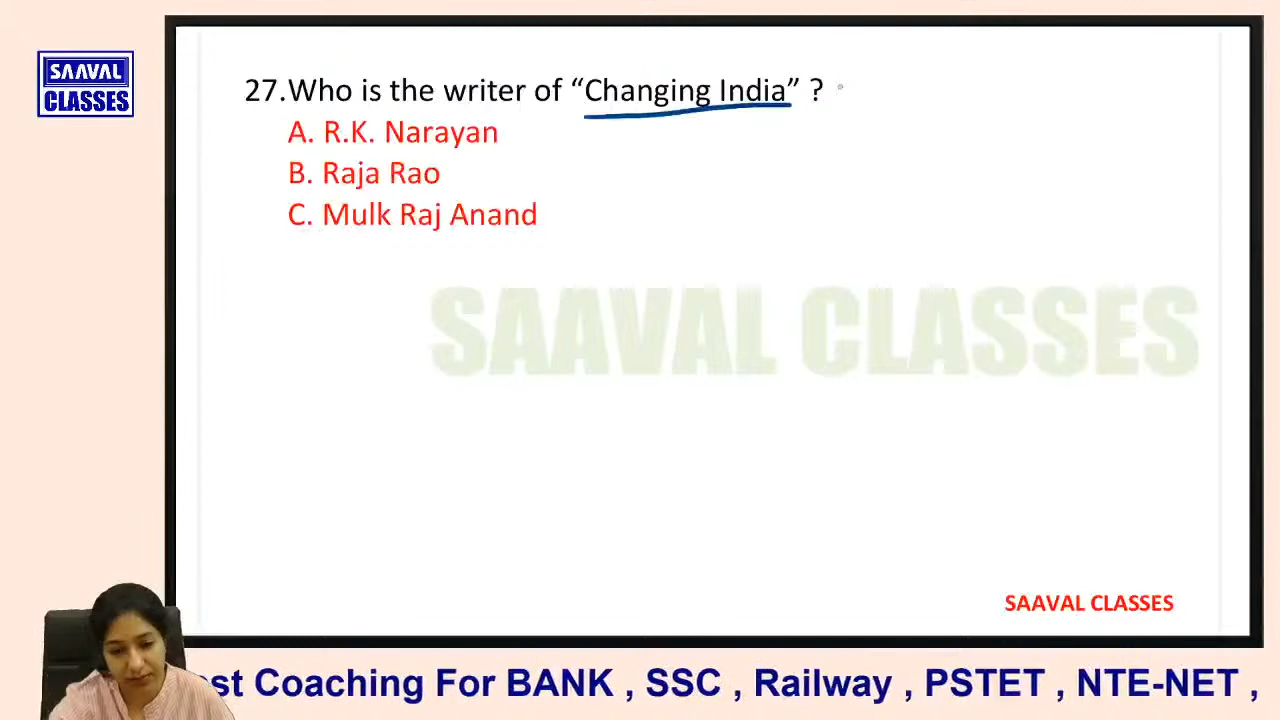 SAAVAL
CLASSES
27.Who is the writer of “Changing India” ?
A. R.K. Narayan
B. Raja Rao
C. Mulk Raj Anand
SAAVAL CLASSES
SAAVAL CLASSES
Coaching For BANK , SSC , Railway , PSTET , NTE-NET ,